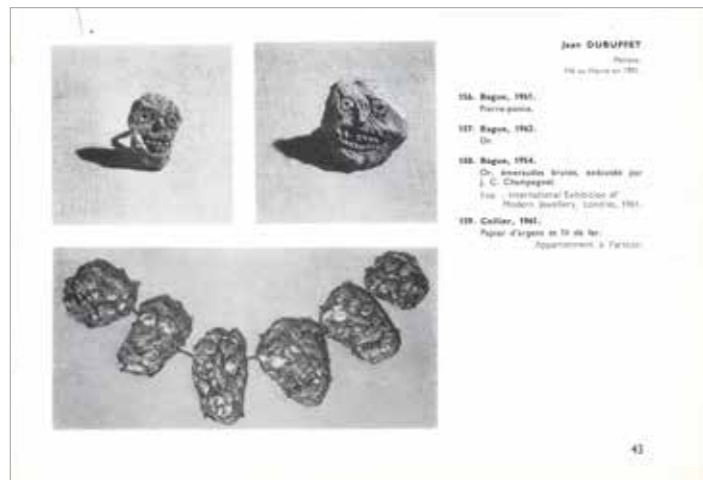 Jean DUBUFFET
Peintre.
Né au Havre en 1901.
156. Bague, 1961.
Pierre-ponce.
157. Bague, 1962.
Or.
158. Bague, 1954.
Or, émeraudes brutes, exécutée par
J. C. Champagnat.
Exp. : International Exhibition of
Modern Jewellery, Londres, 1961.
159. Collier, 1961.
Papier d'argent et fil de fer.
Appartiennent à l'artiste.
43